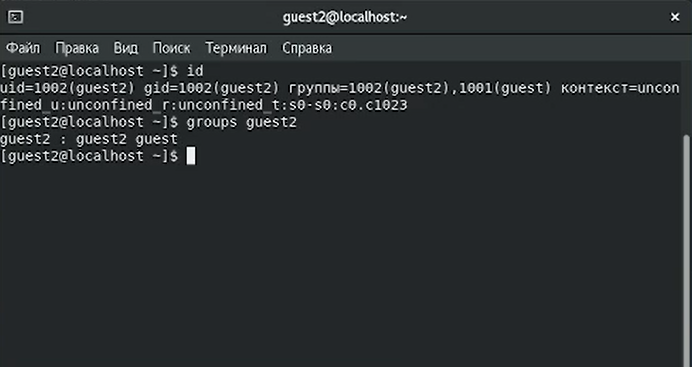 guest2@localhost:~
Файл Правка Вид Поиск Терминал Справка
[guest2@localhost ~]$ id
uid=1002(guest2) gid=1002(guest2) группы=1002(guest2),1001(guest) контекст=uncon
fined_u:unconfined_r:unconfined_t:s0-s0:c0.c1023
[guest2@localhost ~]$ groups guest2
guest2 : guest2 guest
[guest2@localhost ~]$